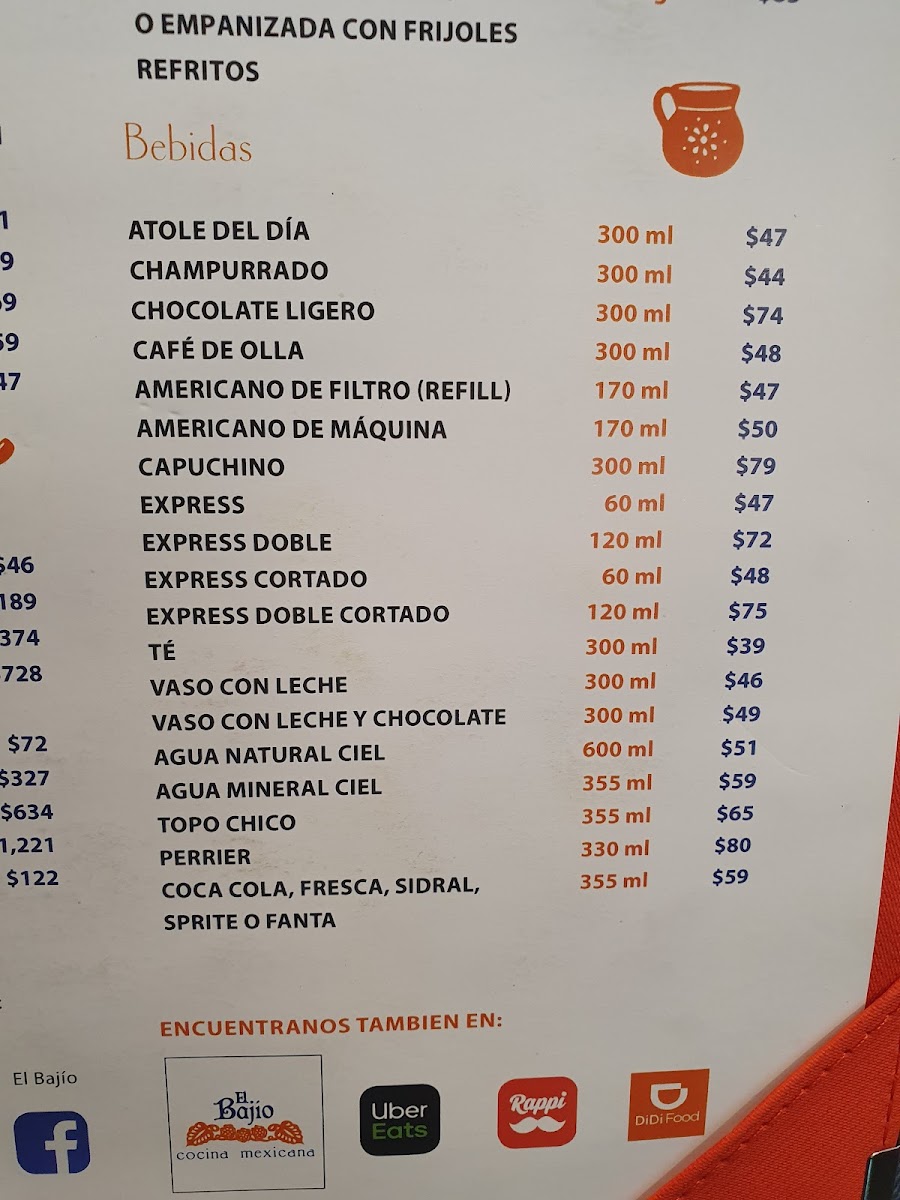 O EMPANIZADA CON FRIJOLES
REFRITOS
Bebidas
ATOLE DEL DÍA 300 ml $47
CHAMPURRADO 300 ml $44
CHOCOLATE LIGERO 300 ml $74
CAFÉ DE OLLA 300 ml $48
AMERICANO DE FILTRO (REFILL) 170 ml $47
AMERICANO DE MÁQUINA 170 ml $50
CAPUCHINO 300 ml $79
EXPRESS 60 ml $47
EXPRESS DOBLE 120 ml $72
EXPRESS CORTADO 60 ml $48
EXPRESS DOBLE CORTADO 120 ml $75
TÉ 300 ml $39
VASO CON LECHE 300 ml $46
VASO CON LECHE Y CHOCOLATE 300 ml $49
AGUA NATURAL CIEL 600 ml $51
AGUA MINERAL CIEL 355 ml $59
TOPO CHICO 355 ml $65
PERRIER 330 ml $80
COCA COLA, FRESCA, SIDRAL, 355 ml $59
SPRITE O FANTA
$46
189
374
728
$72
$327
$634
1,221
$122
ENCUENTRANOS TAMBIEN EN:
El Bajío
f
El
Bajío
cocina mexicana
Uber
Eats
Rappi
DiDi Food